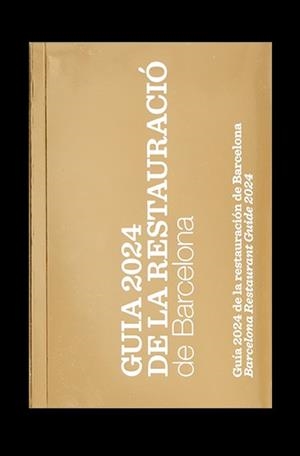 GUIA 2024
DE LA RESTAURACIÓ
de Barcelona
Guía 2024 de la restauración de Barcelona
Barcelona Restaurant Guide 2024